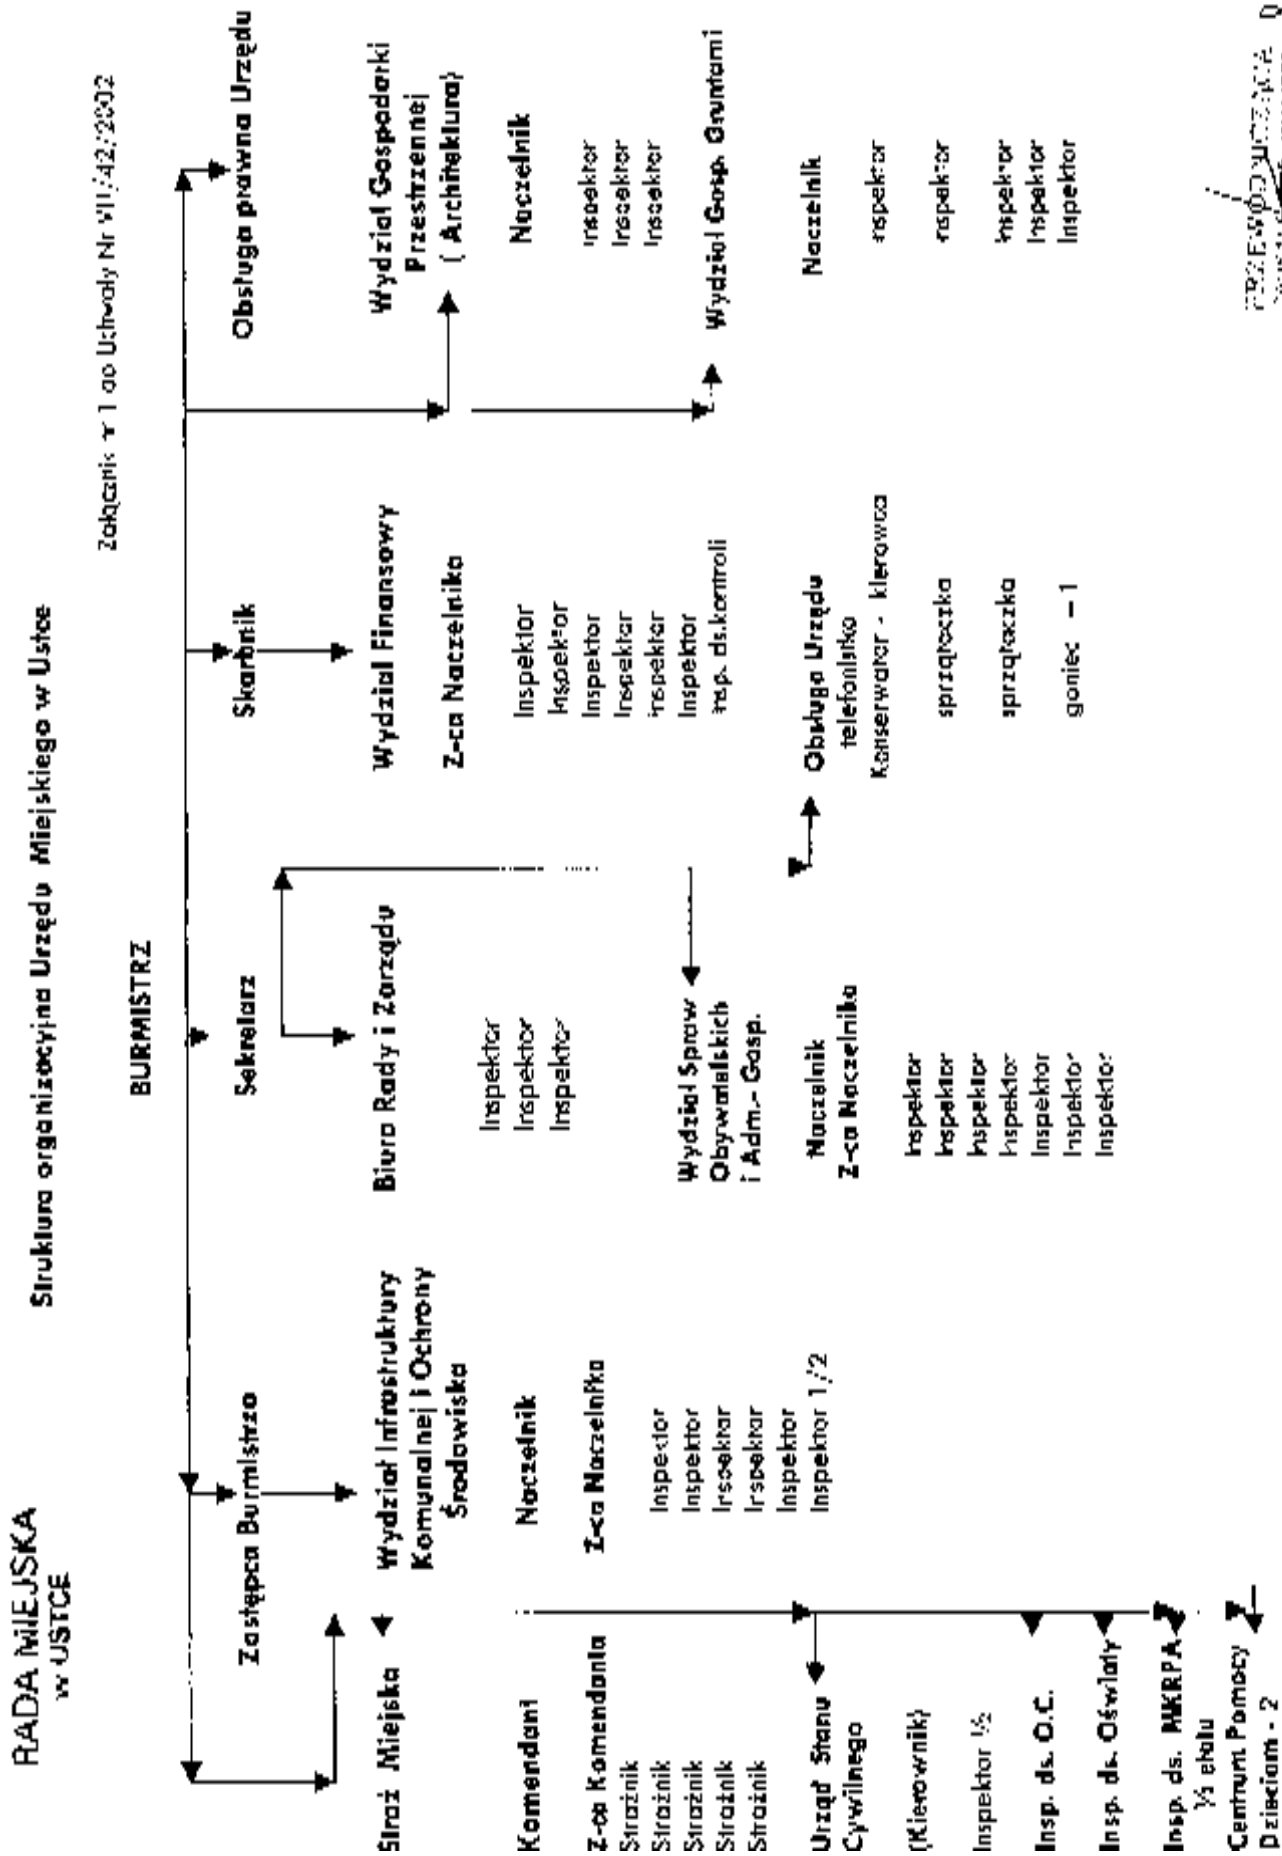 RADA MIEJSKA
w USTCE
Struktura organizacyjna Urzędu Miejskiego w Ustce
Załącznik nr 1 do Uchwały Nr VII/42/2002
BURMISTRZ
Zastępca Burmistrza
Sekretarz
Skarbnik
Obsługa prawna Urzędu
Straż Miejska
Komendant
Z-ca Komendanta
Strażnik
Strażnik
Strażnik
Strażnik
Strażnik
Urząd Stanu
Cywilnego
(Kierownik)
Inspektor ½
Insp. ds. O.C.
Insp. ds. Oświaty
Insp. ds. MKRPA
½ etatu
Centrum Pomocy
Dzieciom - 2
Wydział Infrastruktury
Komunalnej i Ochrony
Środowiska
Naczelnik
Z-ca Naczelnika
Inspektor
Inspektor
Inspektor
Inspektor
Inspektor
Inspektor 1/2
Biuro Rady i Zarządu
Inspektor
Inspektor
Inspektor
Wydział Spraw
Obywatelskich
i Adm.- Gosp.
Naczelnik
Z-ca Naczelnika
Inspektor
Inspektor
Inspektor
Inspektor
Inspektor
Inspektor
Inspektor
Wydział Finansowy
Z-ca Naczelnika
Inspektor
Inspektor
Inspektor
Inspektor
Inspektor
Inspektor
Insp. ds.kontroli
Obsługa Urzędu
telefonistka
Konserwator - kierowca
sprzątaczka
sprzątaczka
goniec – 1
Wydział Gospodarki
Przestrzennej
( Architektura)
Naczelnik
Inspektor
Inspektor
Inspektor
Wydział Gosp. Gruntami
Naczelnik
Inspektor
Inspektor
Inspektor
Inspektor
Inspektor
PRZEWODNICZĄCA